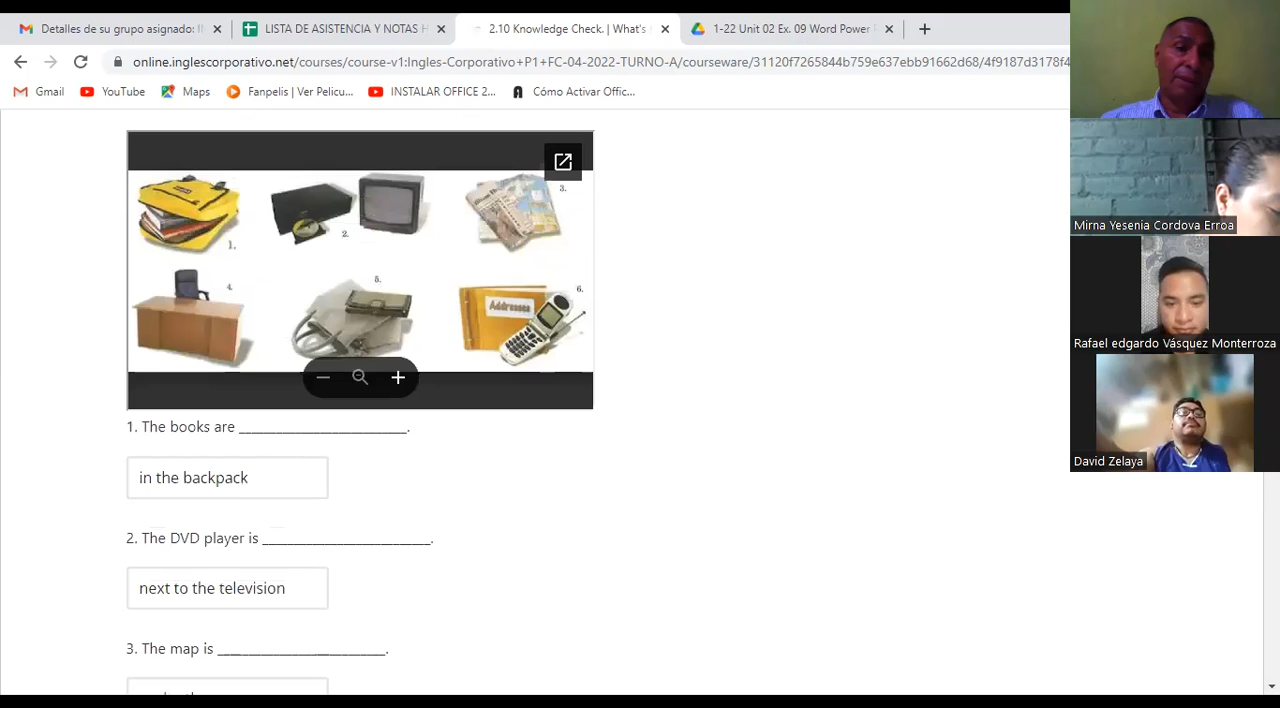 Detalles de su grupo asignado: I
LISTA DE ASISTENCIA Y NOTAS H
2.10 Knowledge Check. | What's
1-22 Unit 02 Ex. 09 Word Power
online.inglescorporativo.net/courses/course-v1:Ingles-Corporativo+P1+FC-04-2022-TURNO-A/courseware/31120f7265844b759e637ebb91662d68/4f9187d3178f4
Gmail
YouTube
Maps
Fanpelis | Ver Pelicu...
INSTALAR OFFICE 2...
Cómo Activar Offic...
1.
2.
3.
4.
5.
6.
Addresses
1. The books are _________________________.
in the backpack
2. The DVD player is _________________________.
next to the television
3. The map is _________________________.
Mirna Yesenia Cordova Erroa
Rafael edgardo Vásquez Monterroza
David Zelaya